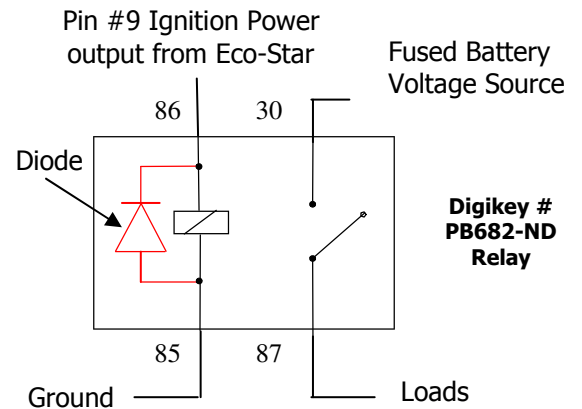 Pin #9 Ignition Power
output from Eco-Star
Fused Battery
Voltage Source
86
30
Diode
Digikey #
PB682-ND
Relay
85
87
Ground
Loads